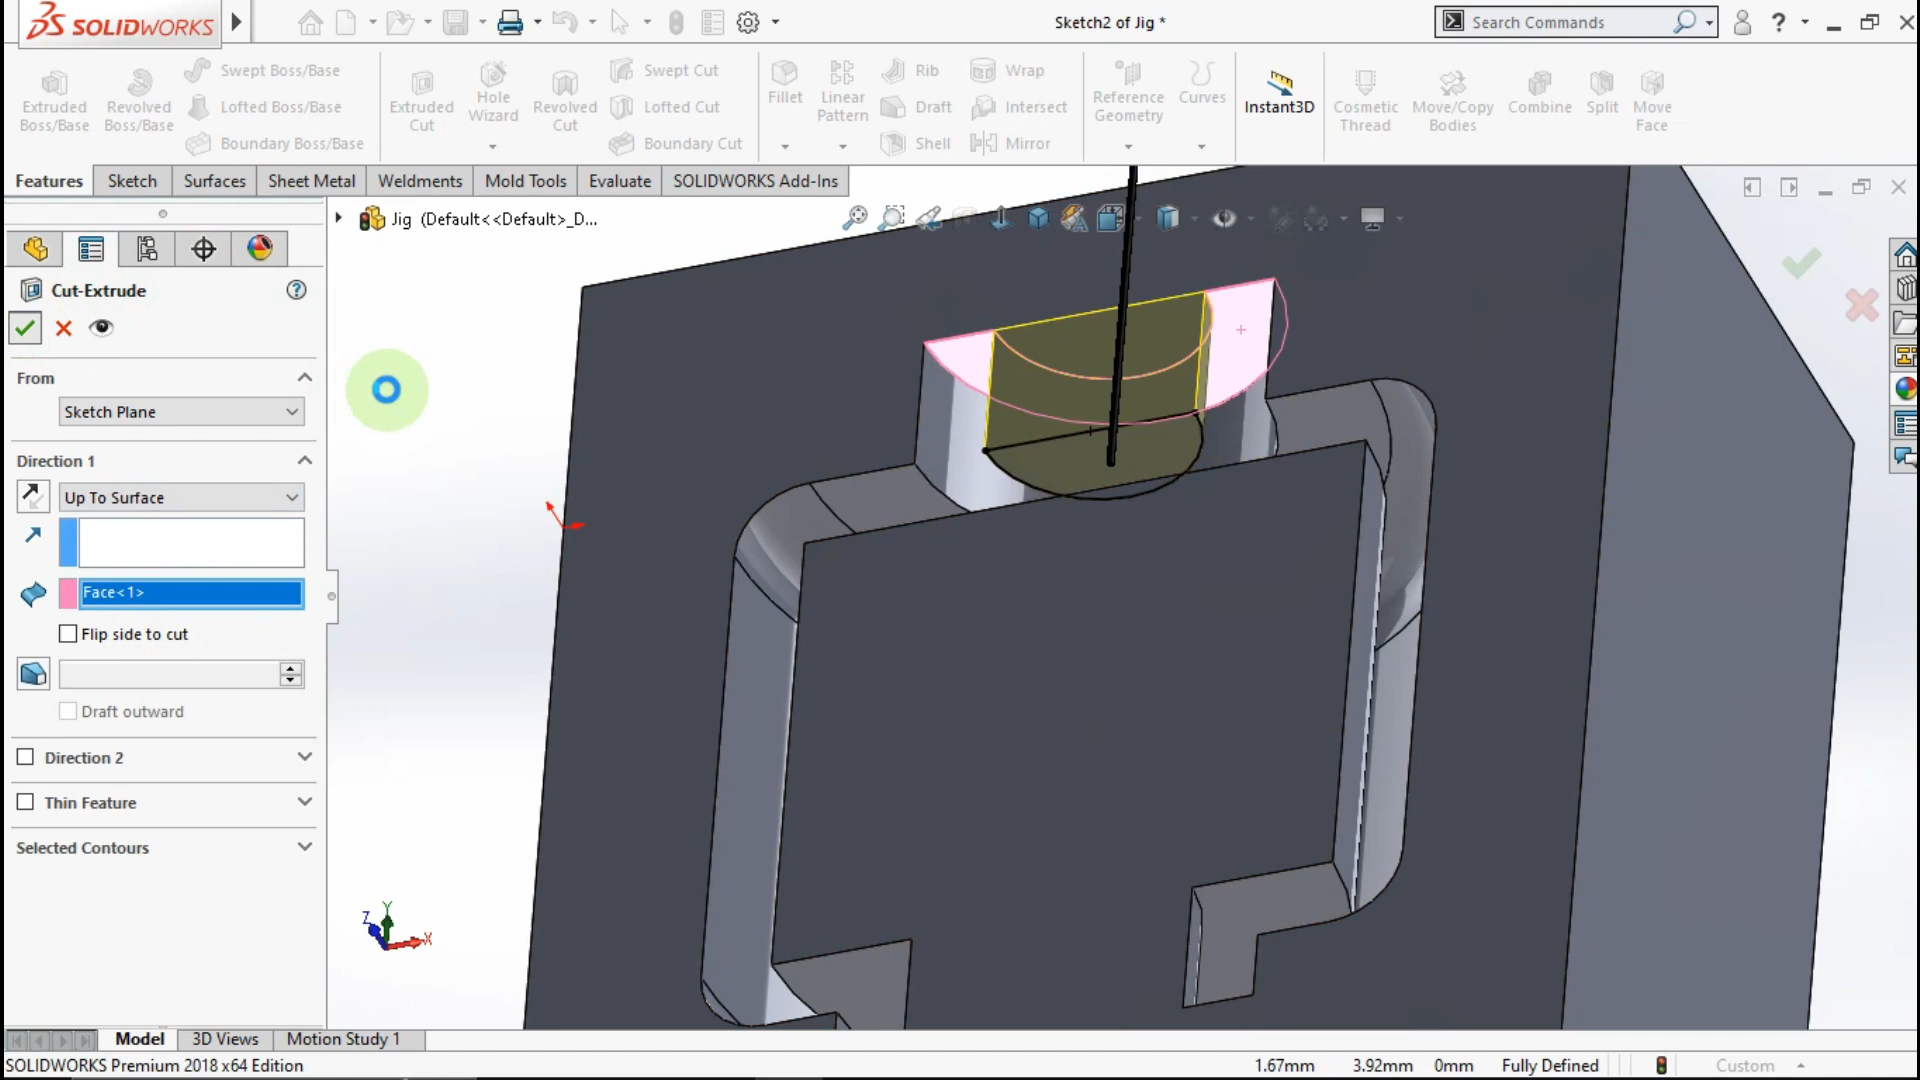 SOLIDWORKS
Sketch2 of Jig *
Search Commands
?
Extruded Boss/Base
Revolved Boss/Base
Swept Boss/Base
Lofted Boss/Base
Boundary Boss/Base
Extruded Cut
Hole Wizard
Revolved Cut
Swept Cut
Lofted Cut
Boundary Cut
Fillet
Linear Pattern
Rib
Draft
Shell
Wrap
Intersect
Mirror
Reference Geometry
Curves
Instant3D
Cosmetic Thread
Move/Copy Bodies
Combine
Split
Move Face
Features
Sketch
Surfaces
Sheet Metal
Weldments
Mold Tools
Evaluate
SOLIDWORKS Add-Ins
Jig (Default<<Default>_D...
Cut-Extrude
?
From
Sketch Plane
Direction 1
Up To Surface
Face<1>
Flip side to cut
Draft outward
Direction 2
Thin Feature
Selected Contours
Y
Z
X
Model
3D Views
Motion Study 1
SOLIDWORKS Premium 2018 x64 Edition
1.67mm
3.92mm
0mm
Fully Defined
Custom